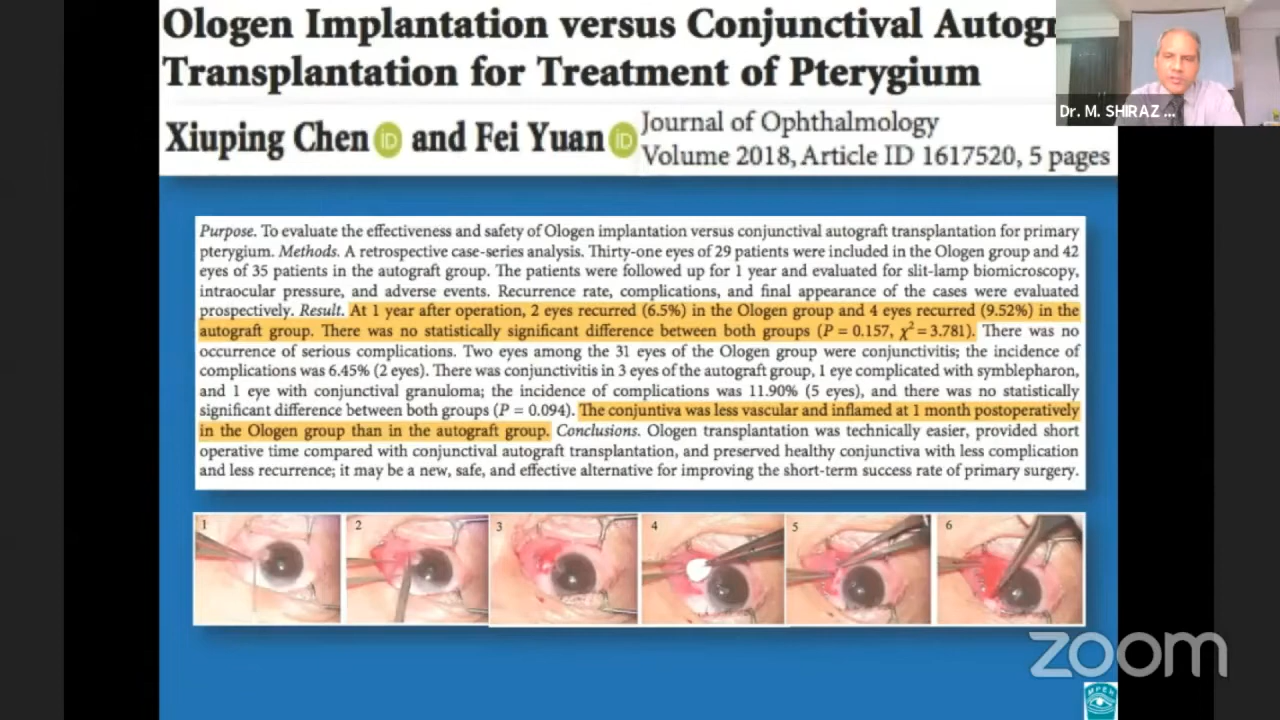 Ologen Implantation versus Conjunctival Autogr
Transplantation for Treatment of Pterygium
Dr. M. SHIRAZ ...
Xiuping Chen iD and Fei Yuan iD
Journal of Ophthalmology
Volume 2018, Article ID 1617520, 5 pages
Purpose. To evaluate the effectiveness and safety of Ologen implantation versus conjunctival autograft transplantation for primary
pterygium. Methods. A retrospective case-series analysis. Thirty-one eyes of 29 patients were included in the Ologen group and 42
eyes of 35 patients in the autograft group. The patients were followed up for 1 year and evaluated for slit-lamp biomicroscopy,
intraocular pressure, and adverse events. Recurrence rate, complications, and final appearance of the cases were evaluated
prospectively. Result. At 1 year after operation, 2 eyes recurred (6.5%) in the Ologen group and 4 eyes recurred (9.52%) in the
autograft group. There was no statistically significant difference between both groups (P = 0.157, χ² = 3.781). There was no
occurrence of serious complications. Two eyes among the 31 eyes of the Ologen group were conjunctivitis; the incidence of
complications was 6.45% (2 eyes). There was conjunctivitis in 3 eyes of the autograft group, 1 eye complicated with symblepharon,
and 1 eye with conjunctival granuloma; the incidence of complications was 11.90% (5 eyes), and there was no statistically
significant difference between both groups (P = 0.094). The conjuntiva was less vascular and inflamed at 1 month postoperatively
in the Ologen group than in the autograft group. Conclusions. Ologen transplantation was technically easier, provided short
operative time compared with conjunctival autograft transplantation, and preserved healthy conjunctiva with less complication
and less recurrence; it may be a new, safe, and effective alternative for improving the short-term success rate of primary surgery.
1 2 3 4 5 6
zoom